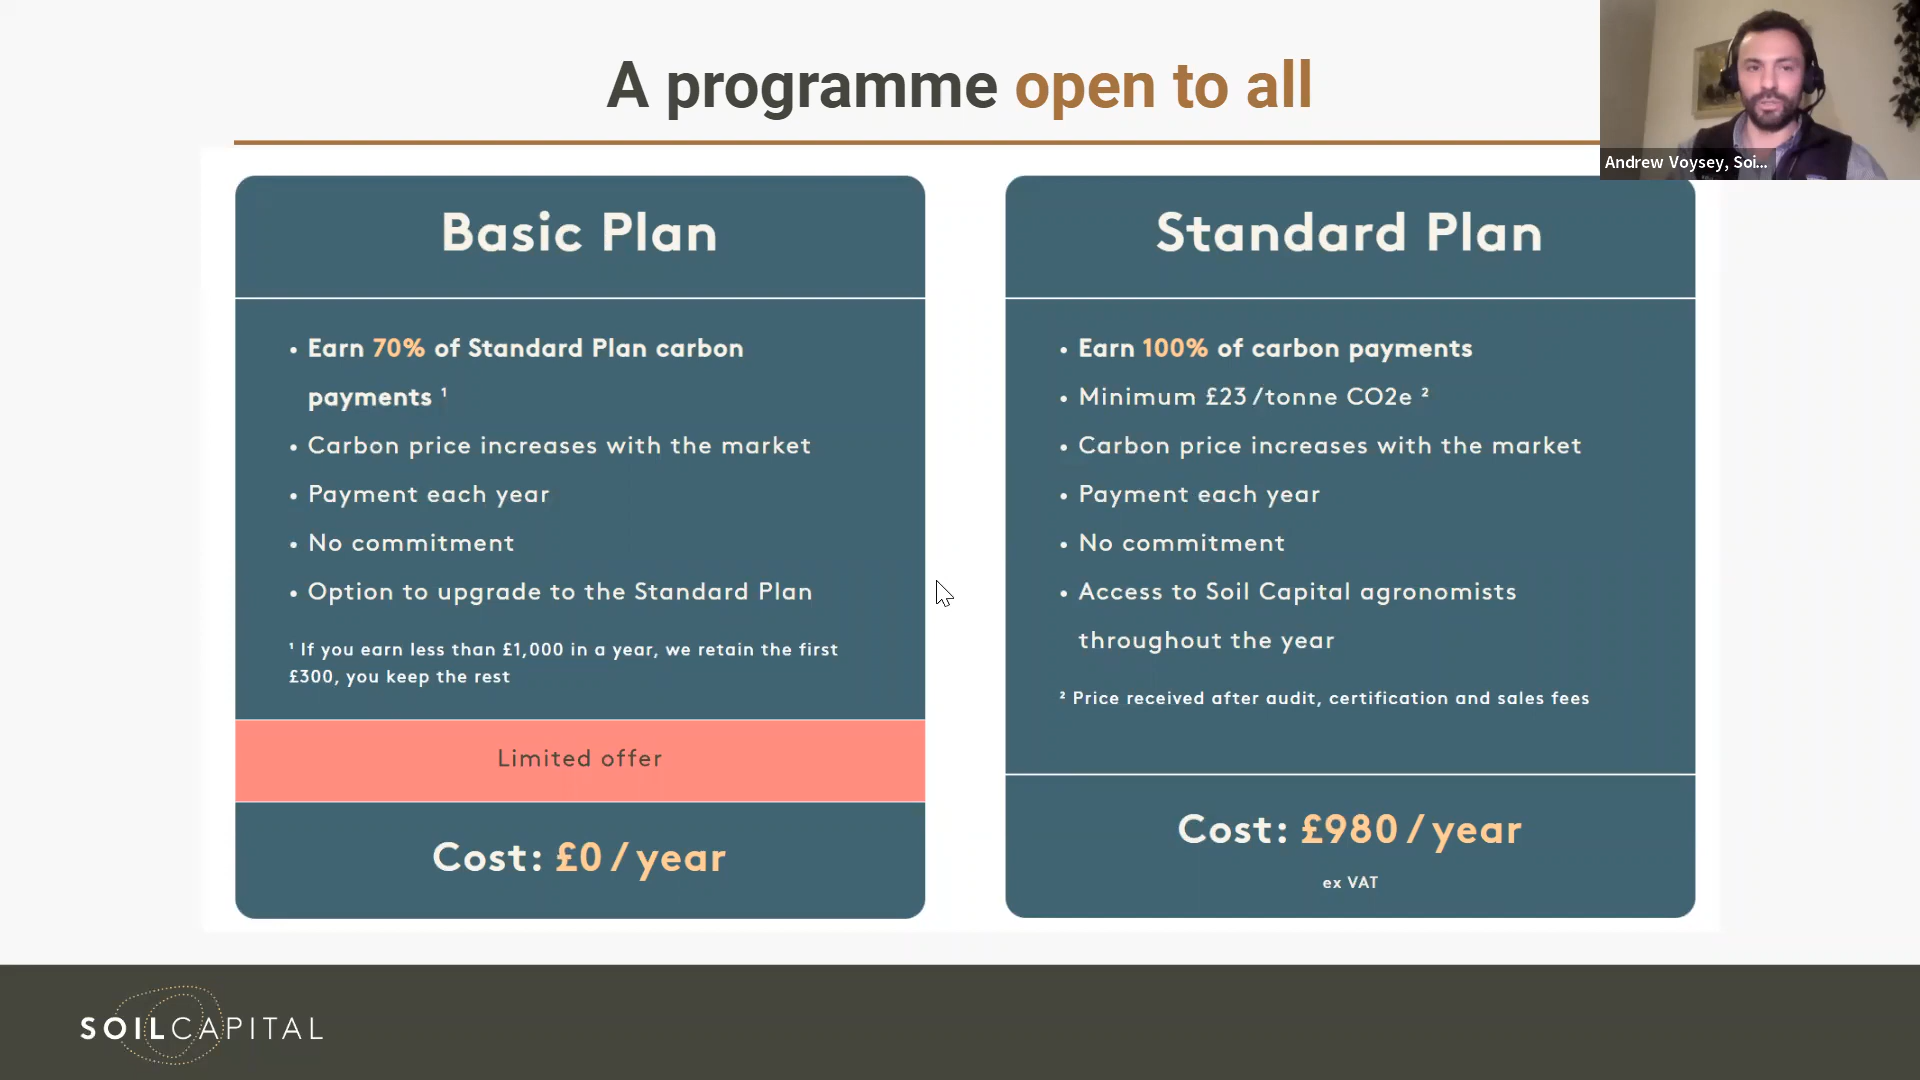 A programme open to all
Andrew Voysey, Soi...
Basic Plan
• Earn 70% of Standard Plan carbon
payments ¹
• Carbon price increases with the market
• Payment each year
• No commitment
• Option to upgrade to the Standard Plan
¹ If you earn less than £1,000 in a year, we retain the first
£300, you keep the rest
Limited offer
Cost: £0 / year
Standard Plan
• Earn 100% of carbon payments
• Minimum £23 /tonne CO2e ²
• Carbon price increases with the market
• Payment each year
• No commitment
• Access to Soil Capital agronomists
throughout the year
² Price received after audit, certification and sales fees
Cost: £980 / year
ex VAT
SOILCAPITAL